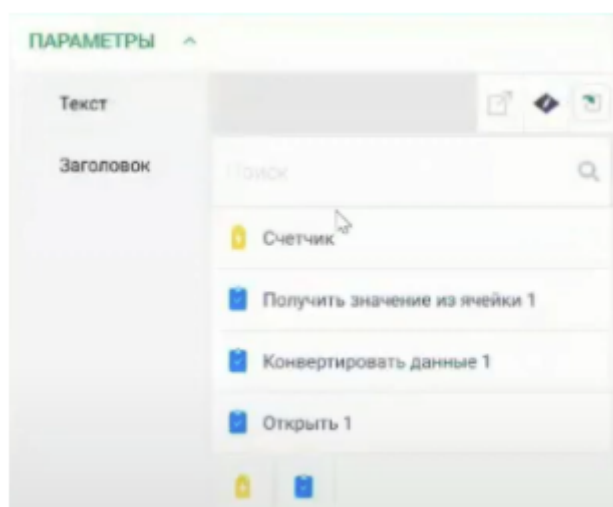 ПАРАМЕТРЫ
Текст
Заголовок
Поиск
Счетчик
Получить значение из ячейки 1
Конвертировать данные 1
Открыть 1